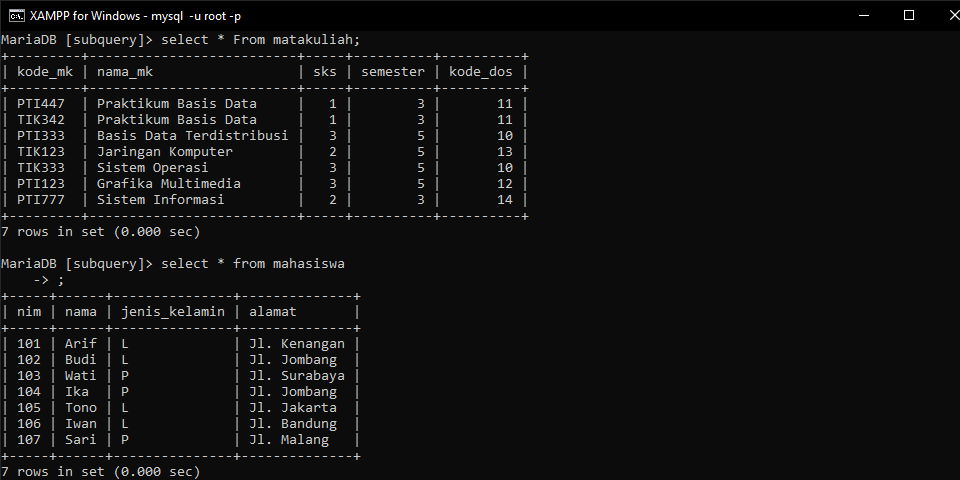 XAMPP for Windows - mysql  -u root -p
MariaDB [subquery]> select * From matakuliah;
+---------+-------------------------+-----+----------+----------+
| kode_mk | nama_mk                 | sks | semester | kode_dos |
+---------+-------------------------+-----+----------+----------+
| PTI447  | Praktikum Basis Data    |   1 |        3 |       11 |
| TIK342  | Praktikum Basis Data    |   1 |        3 |       11 |
| PTI333  | Basis Data Terdistribusi |   3 |        5 |       10 |
| TIK123  | Jaringan Komputer       |   2 |        5 |       13 |
| TIK333  | Sistem Operasi          |   3 |        5 |       10 |
| PTI123  | Grafika Multimedia      |   3 |        5 |       12 |
| PTI777  | Sistem Informasi        |   2 |        3 |       14 |
+---------+-------------------------+-----+----------+----------+
7 rows in set (0.000 sec)
MariaDB [subquery]> select * from mahasiswa
    -> ;
+-----+------+---------------+--------------+
| nim | nama | jenis_kelamin | alamat       |
+-----+------+---------------+--------------+
| 101 | Arif | L             | Jl. Kenangan |
| 102 | Budi | L             | Jl. Jombang  |
| 103 | Wati | P             | Jl. Surabaya |
| 104 | Ika  | P             | Jl. Jombang  |
| 105 | Tono | L             | Jl. Jakarta  |
| 106 | Iwan | L             | Jl. Bandung  |
| 107 | Sari | P             | Jl. Malang   |
+-----+------+---------------+--------------+
7 rows in set (0.000 sec)